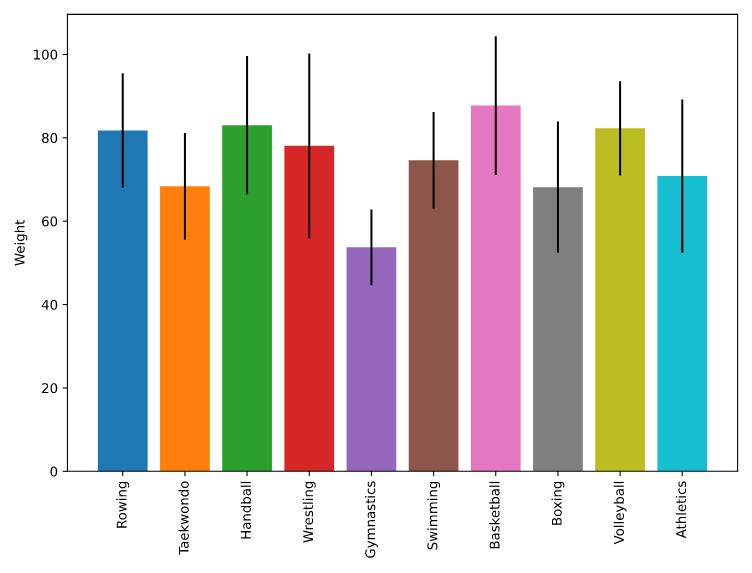 100
80
60
40
20
0
Weight
Rowing
Taekwondo
Handball
Wrestling
Gymnastics
Swimming
Basketball
Boxing
Volleyball
Athletics